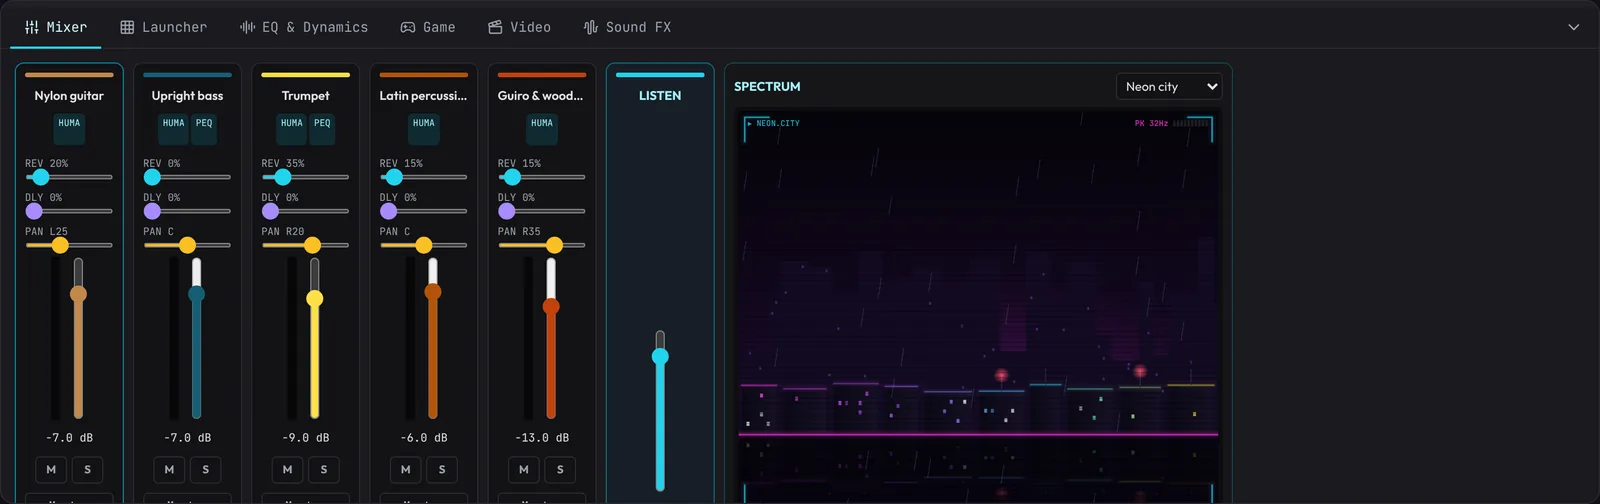 Mixer
Launcher
EQ & Dynamics
Game
Video
Sound FX
Nylon guitar
HUMA
REV 20%
DLY 0%
PAN L25
-7.0 dB
M
S
Upright bass
HUMA
PEQ
REV 0%
DLY 0%
PAN C
-7.0 dB
M
S
Trumpet
HUMA
PEQ
REV 35%
DLY 0%
PAN R20
-9.0 dB
M
S
Latin percussi...
HUMA
REV 15%
DLY 0%
PAN C
-6.0 dB
M
S
Guiro & wood...
HUMA
REV 15%
DLY 0%
PAN R35
-13.0 dB
M
S
LISTEN
SPECTRUM
Neon city
▶ NEON.CITY
PK 32Hz